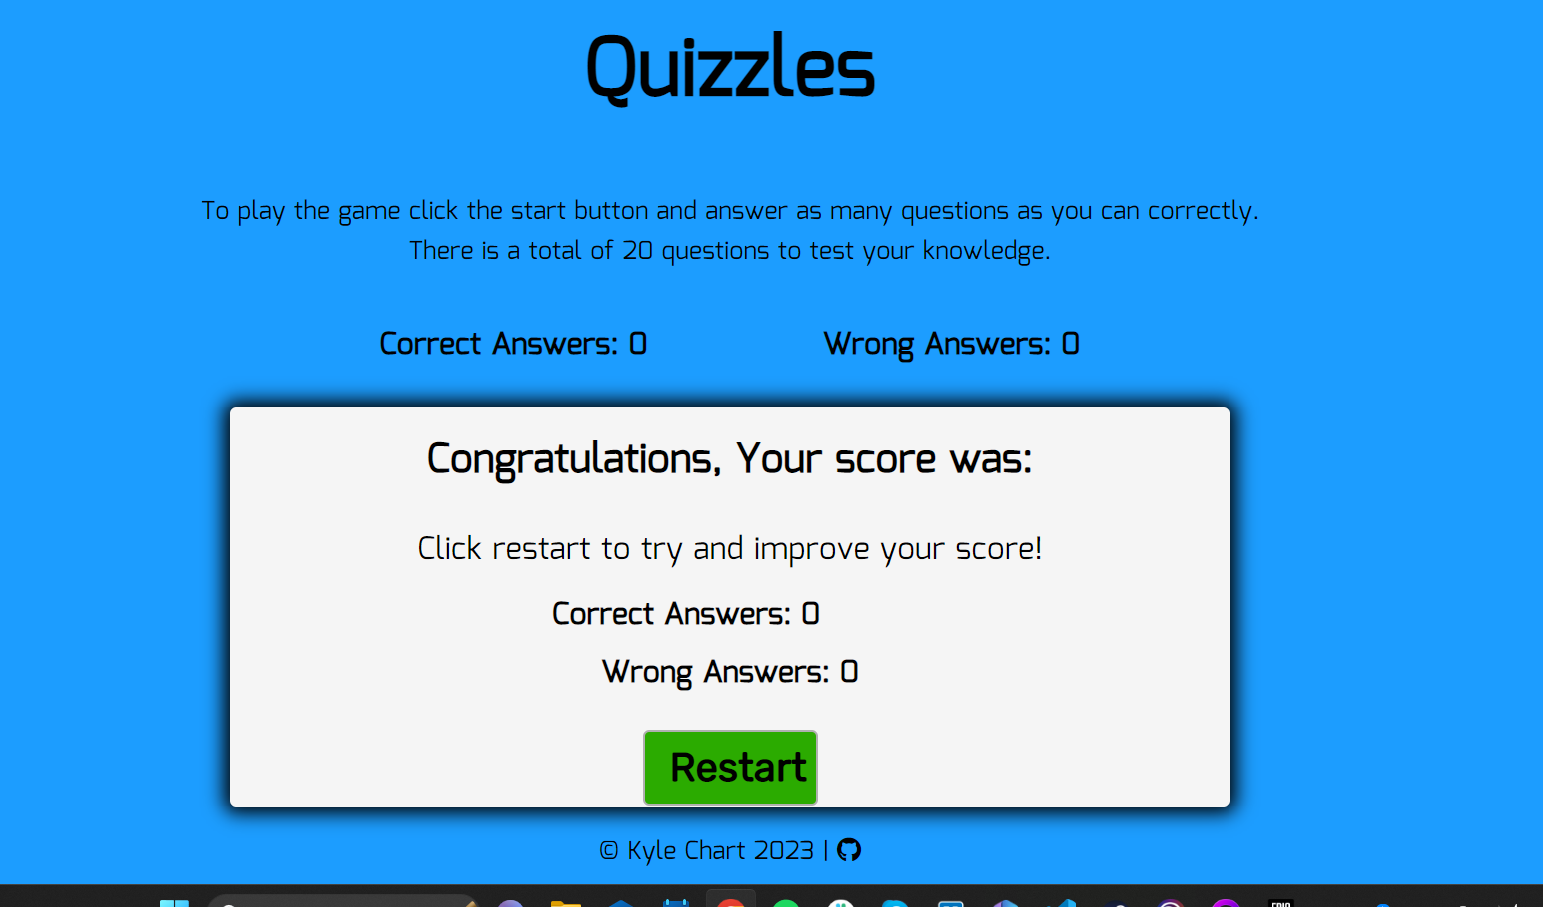 Quizzles
To play the game click the start button and answer as many questions as you can correctly.
There is a total of 20 questions to test your knowledge.
Correct Answers: 0 Wrong Answers: 0
Congratulations, Your score was:
Click restart to try and improve your score!
Correct Answers: 0
Wrong Answers: 0
Restart
© Kyle Chart 2023 |